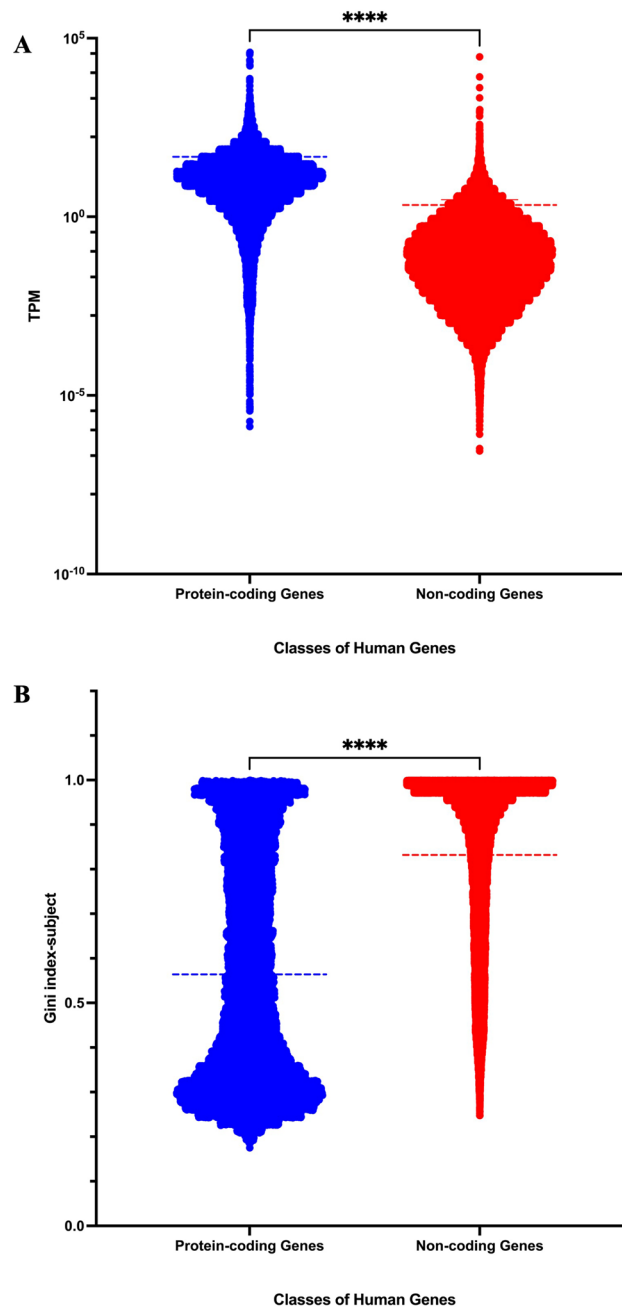 A
****
10^5
10^0
TPM
10^-5
10^-10
Protein-coding Genes Non-coding Genes
Classes of Human Genes
B
****
1.0
Gini index-subject
0.5
0.0
Protein-coding Genes Non-coding Genes
Classes of Human Genes